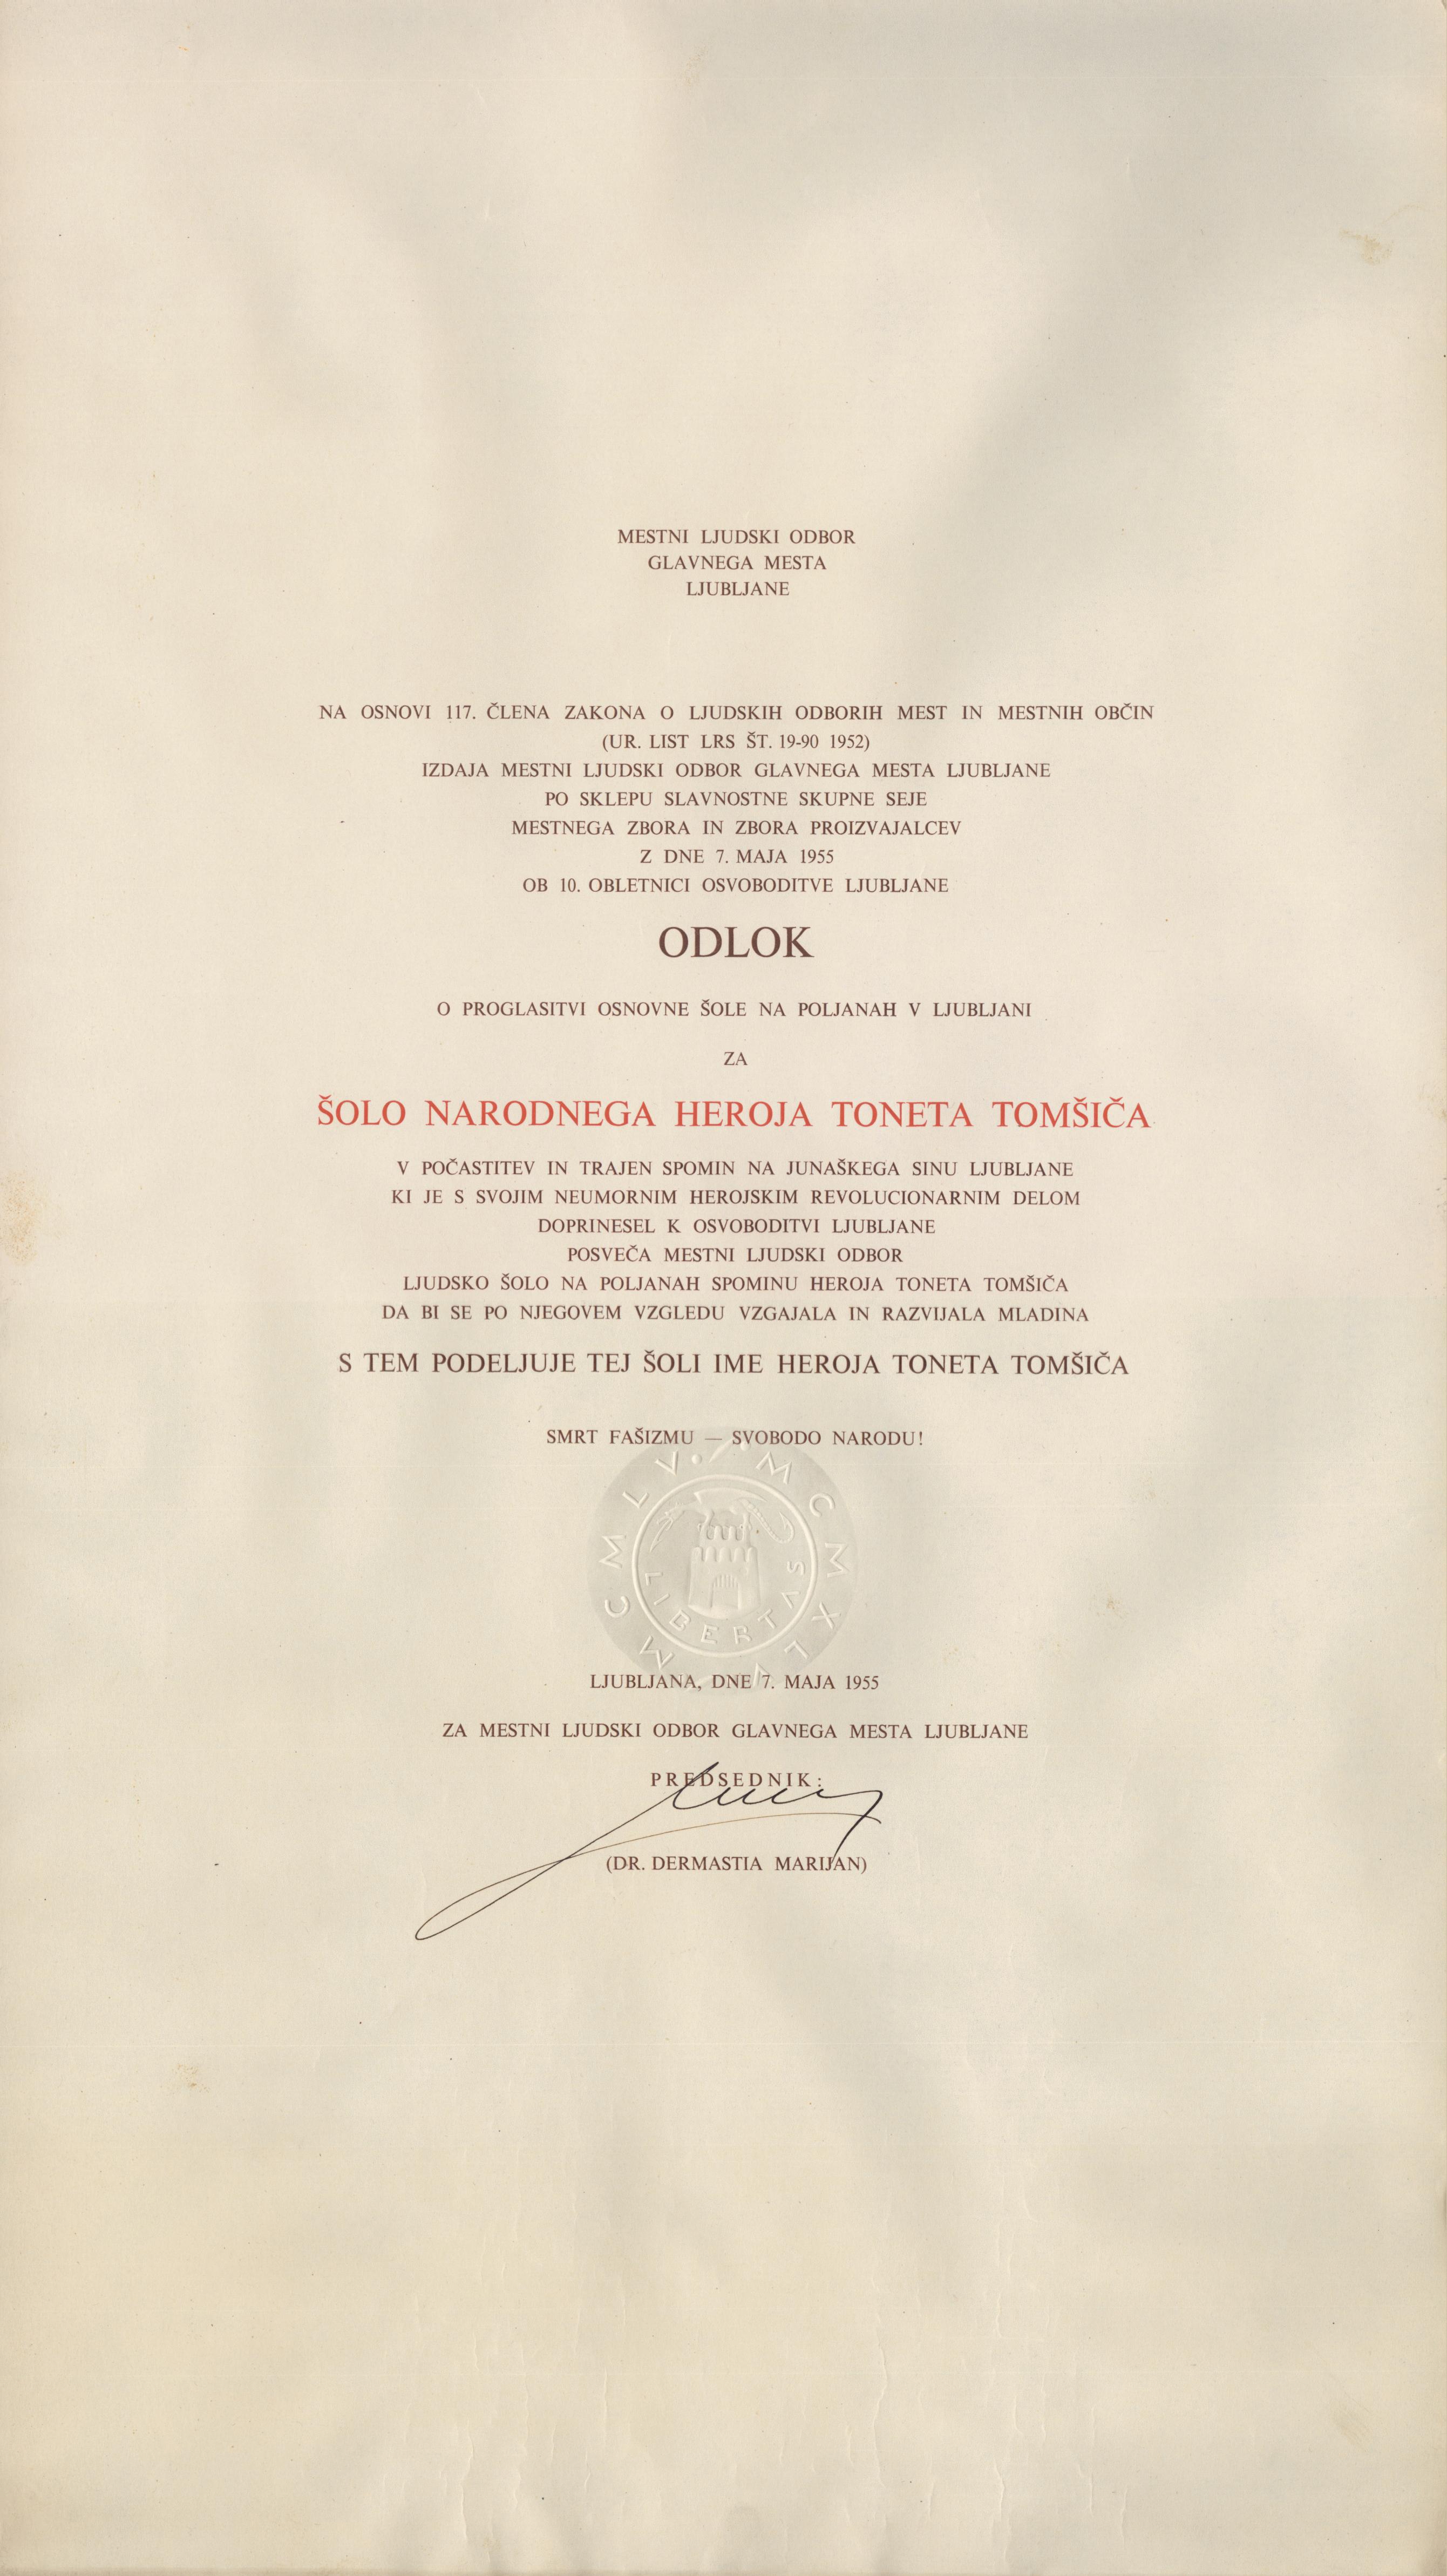 MESTNI LJUDSKI ODBOR
GLAVNEGA MESTA
LJUBLJANE
NA OSNOVI 117. ČLENA ZAKONA O LJUDSKIH ODBORIH MEST IN MESTNIH OBČIN
(UR. LIST LRS ŠT. 19-90 1952)
IZDAJA MESTNI LJUDSKI ODBOR GLAVNEGA MESTA LJUBLJANE
PO SKLEPU SLAVNOSTNE SKUPNE SEJE
MESTNEGA ZBORA IN ZBORA PROIZVAJALCEV
Z DNE 7. MAJA 1955
OB 10. OBLETNICI OSVOBODITVE LJUBLJANE
ODLOK
O PROGLASITVI OSNOVNE ŠOLE NA POLJANAH V LJUBLJANI
ZA
ŠOLO NARODNEGA HEROJA TONETA TOMŠIČA
V POČASTITEV IN TRAJEN SPOMIN NA JUNAŠKEGA SINU LJUBLJANE
KI JE S SVOJIM NEUMORNIM HEROJSKIM REVOLUCIONARNIM DELOM
DOPRINESEL K OSVOBODITVI LJUBLJANE
POSVEČA MESTNI LJUDSKI ODBOR
LJUDSKO ŠOLO NA POLJANAH SPOMINU HEROJA TONETA TOMŠIČA
DA BI SE PO NJEGOVEM VZGLEDU VZGAJALA IN RAZVIJALA MLADINA
S TEM PODELJUJE TEJ ŠOLI IME HEROJA TONETA TOMŠIČA
SMRT FAŠIZMU — SVOBODO NARODU!
MCMXLV MCMLV
LIBERTAS
LJUBLJANA, DNE 7. MAJA 1955
ZA MESTNI LJUDSKI ODBOR GLAVNEGA MESTA LJUBLJANE
PREDSEDNIK:
(DR. DERMASTIA MARIJAN)